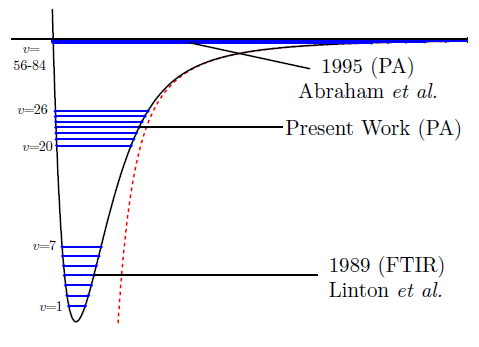 v=
56-84
1995 (PA)
Abraham et al.
v=26
Present Work (PA)
v=20
v=7
1989 (FTIR)
Linton et al.
v=1